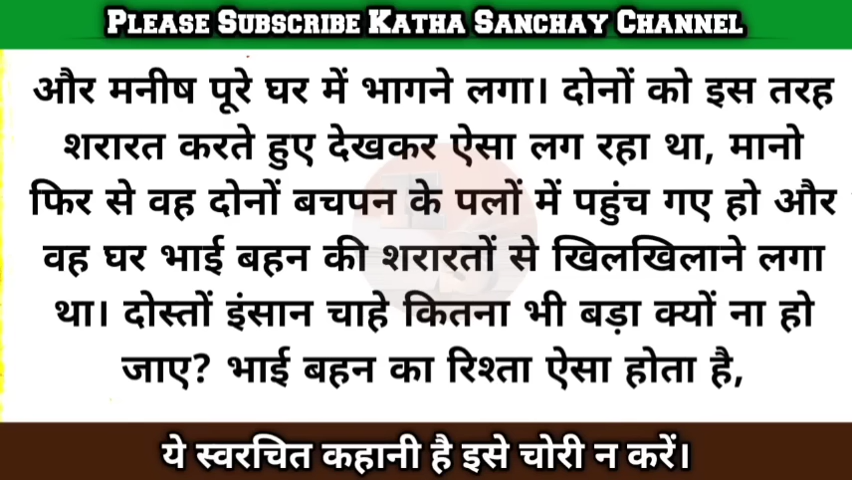 PLEASE SUBSCRIBE KATHA SANCHAY CHANNEL
और मनीष पूरे घर में भागने लगा। दोनों को इस तरह
शरारत करते हुए देखकर ऐसा लग रहा था, मानो
फिर से वह दोनों बचपन के पलों में पहुंच गए हो और
वह घर भाई बहन की शरारतों से खिलखिलाने लगा
था। दोस्तों इंसान चाहे कितना भी बड़ा क्यों ना हो
जाए? भाई बहन का रिश्ता ऐसा होता है,
ये स्वरचित कहानी है इसे चोरी न करें।